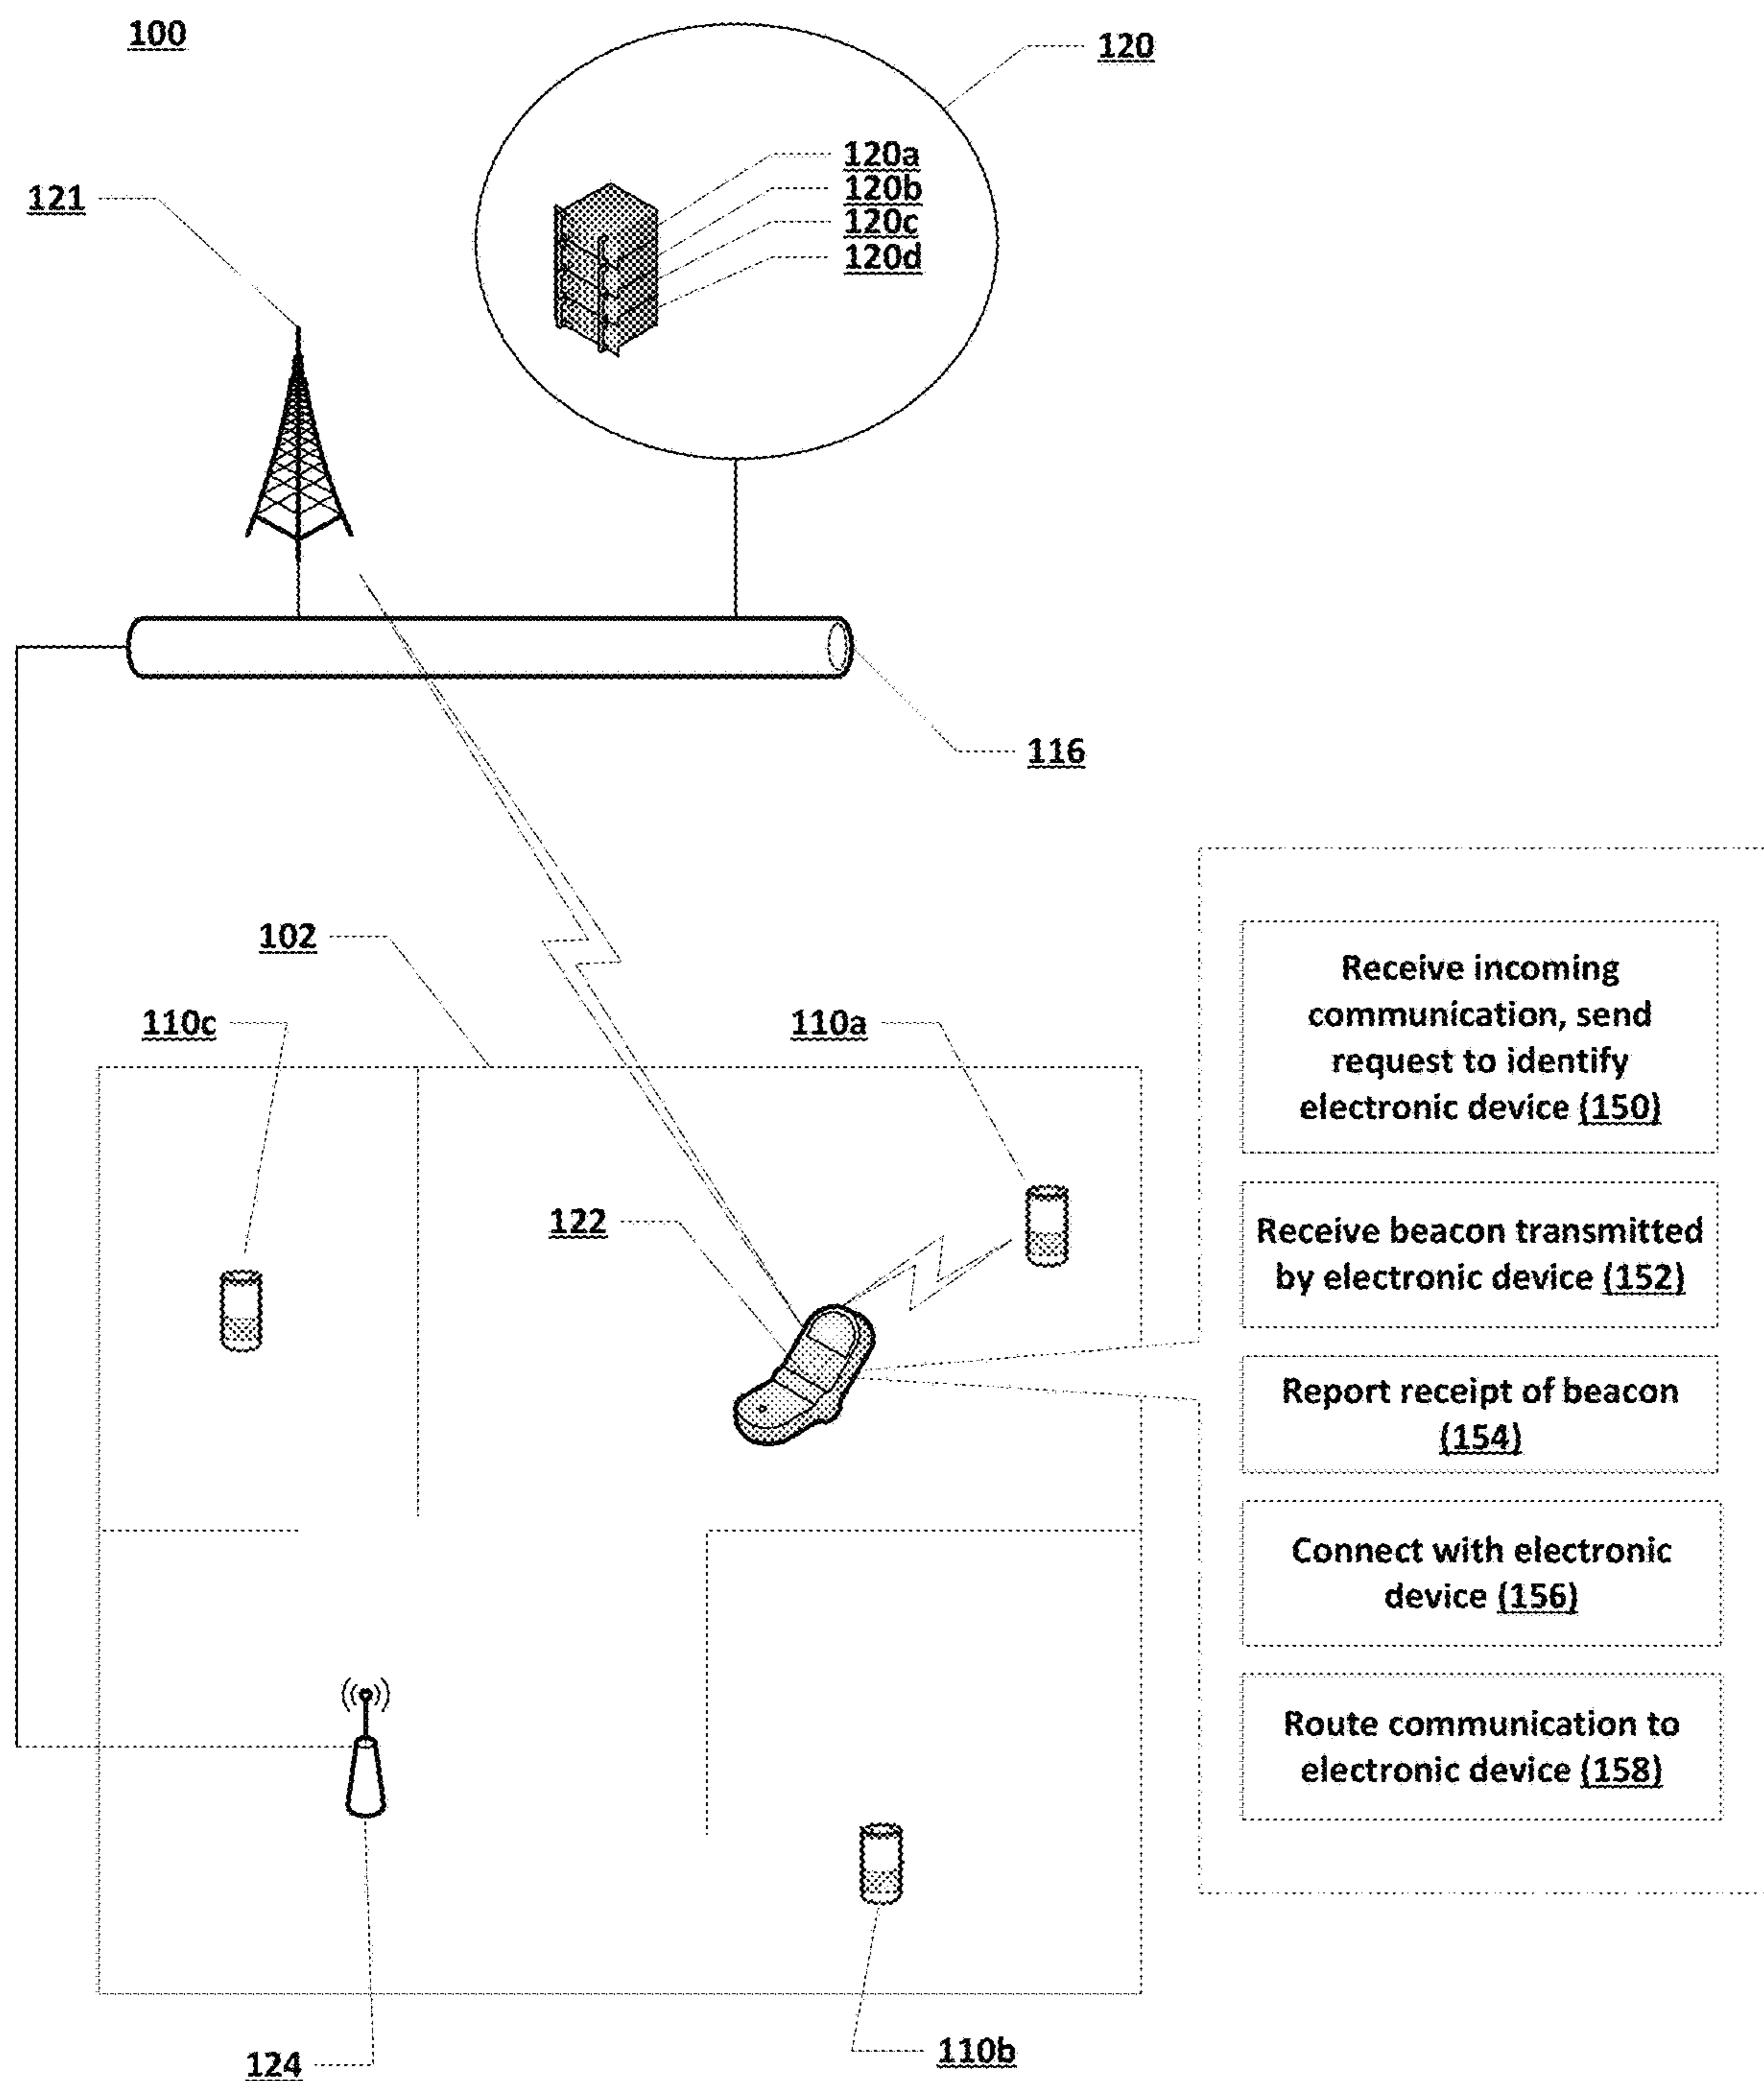 100
120
120a
120b
120c
120d
121
116
102
110c
110a
122
Receive incoming
communication, send
request to identify
electronic device (150)
Receive beacon transmitted
by electronic device (152)
Report receipt of beacon
(154)
Connect with electronic
device (156)
Route communication to
electronic device (158)
124
110b